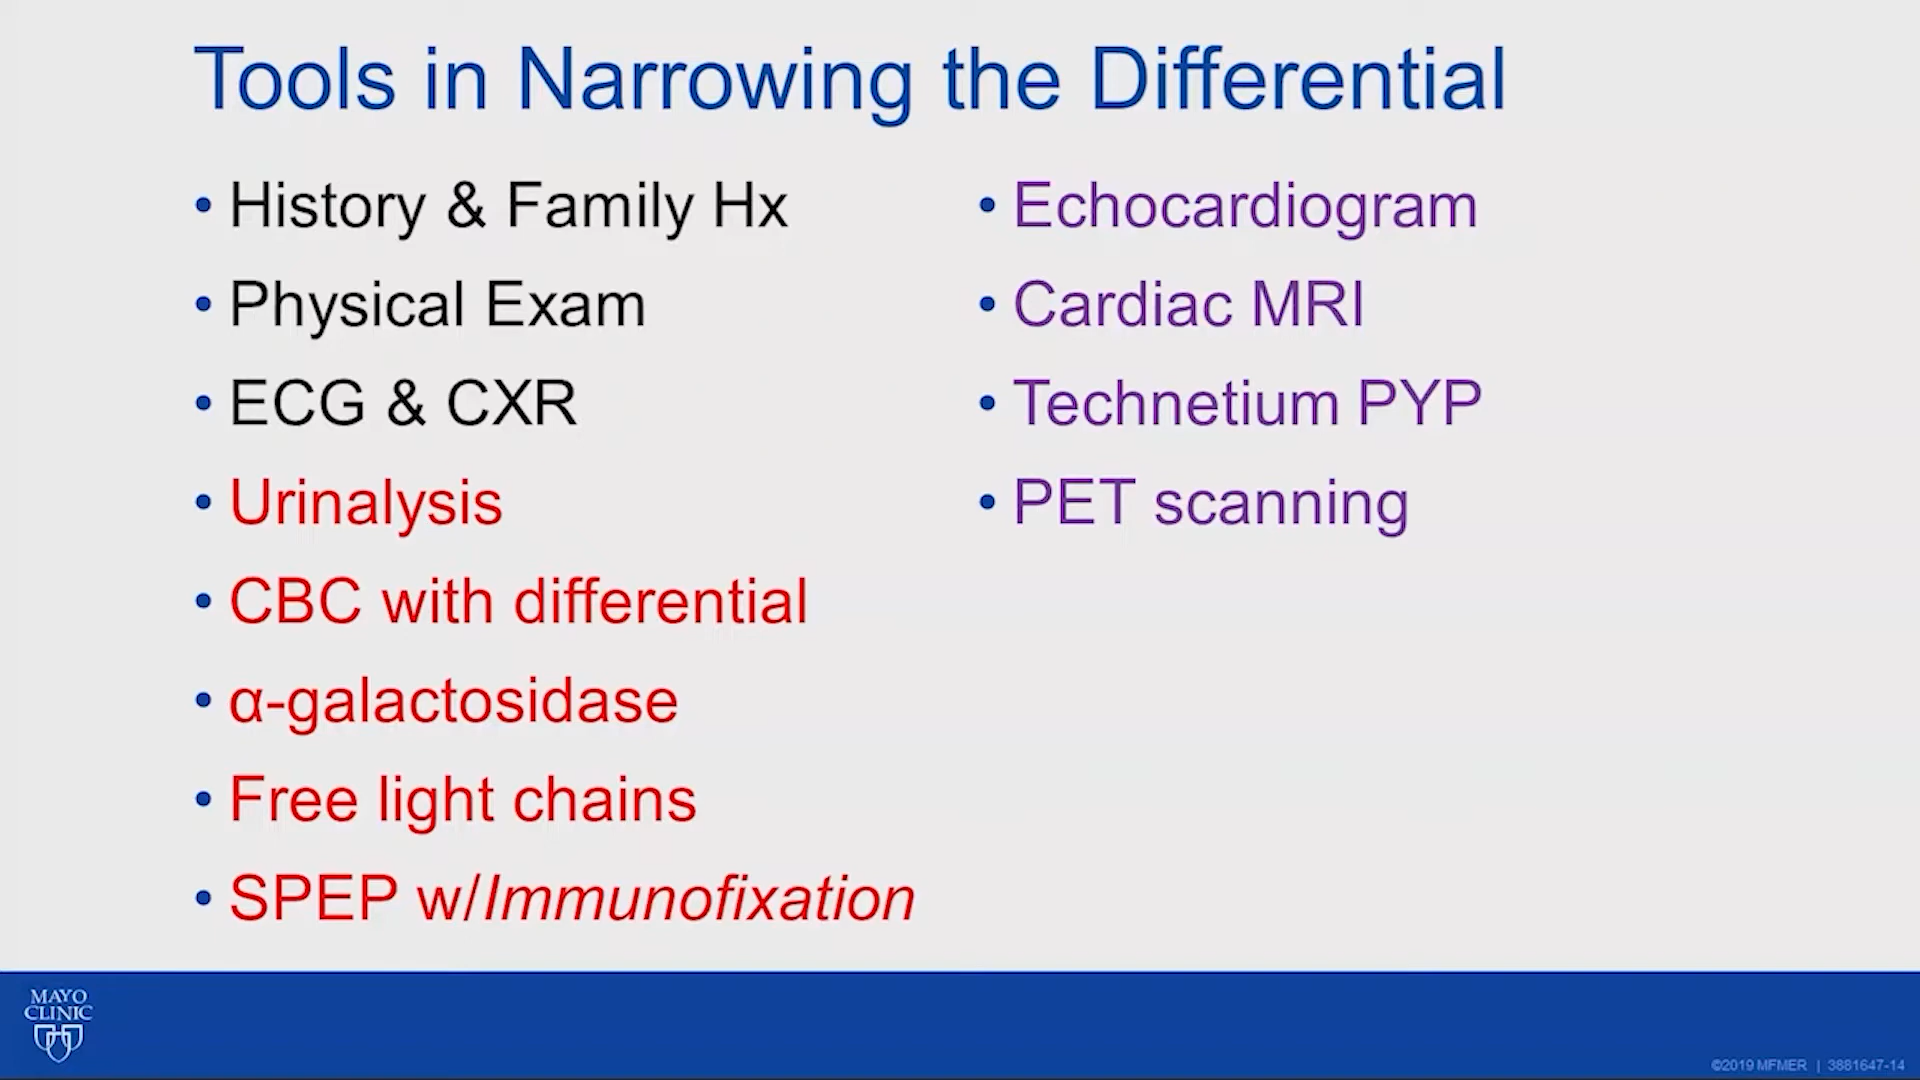 Tools in Narrowing the Differential
• History & Family Hx
• Physical Exam
• ECG & CXR
• Urinalysis
• CBC with differential
• α-galactosidase
• Free light chains
• SPEP w/Immunofixation
• Echocardiogram
• Cardiac MRI
• Technetium PYP
• PET scanning
MAYO
CLINIC
©2019 MFMER | 3881647-14